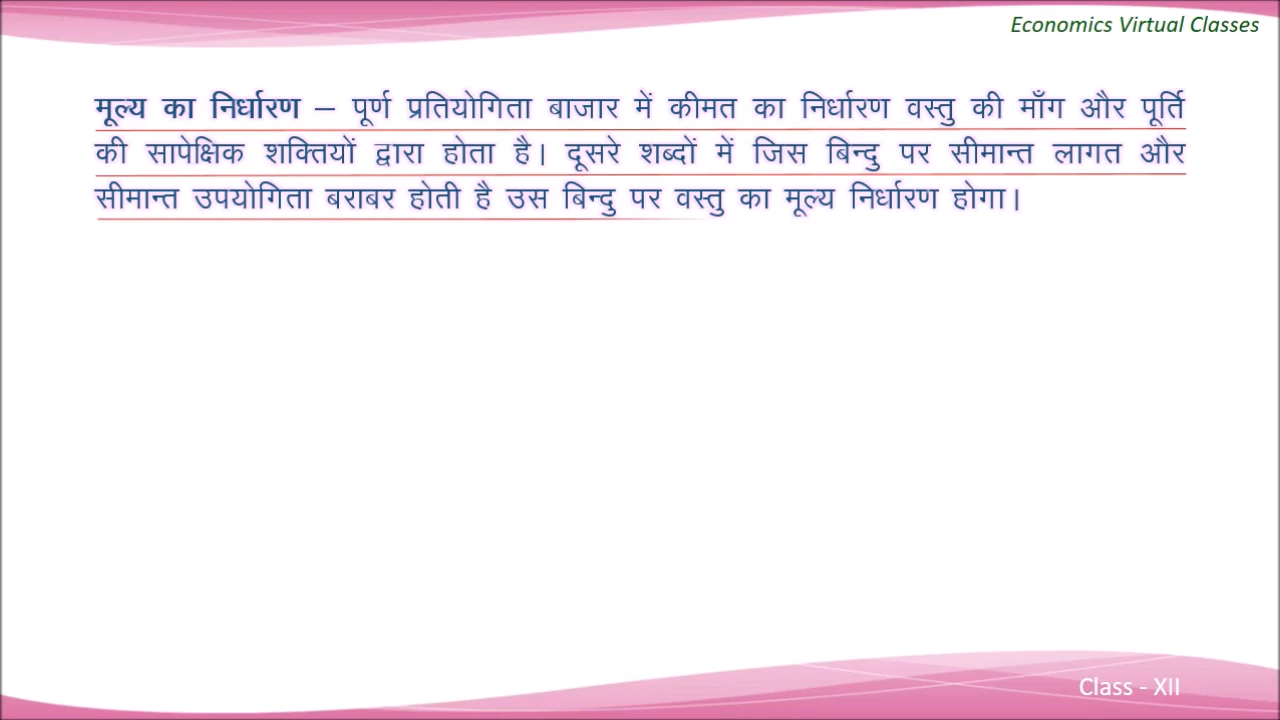 Economics Virtual Classes
मूल्य का निर्धारण – पूर्ण प्रतियोगिता बाजार में कीमत का निर्धारण वस्तु की माँग और पूर्ति
की सापेक्षिक शक्तियों द्वारा होता है। दूसरे शब्दों में जिस बिन्दु पर सीमान्त लागत और
सीमान्त उपयोगिता बराबर होती है उस बिन्दु पर वस्तु का मूल्य निर्धारण होगा।
Class - XII